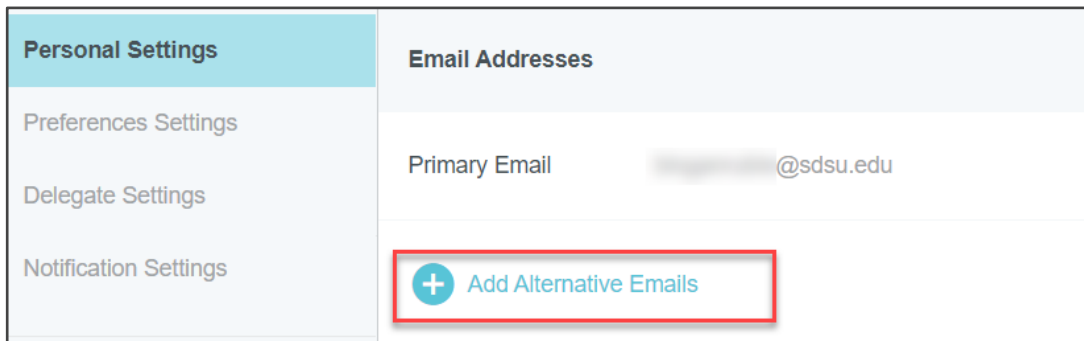 Personal Settings
Preferences Settings
Delegate Settings
Notification Settings
Email Addresses
Primary Email @sdsu.edu
Add Alternative Emails